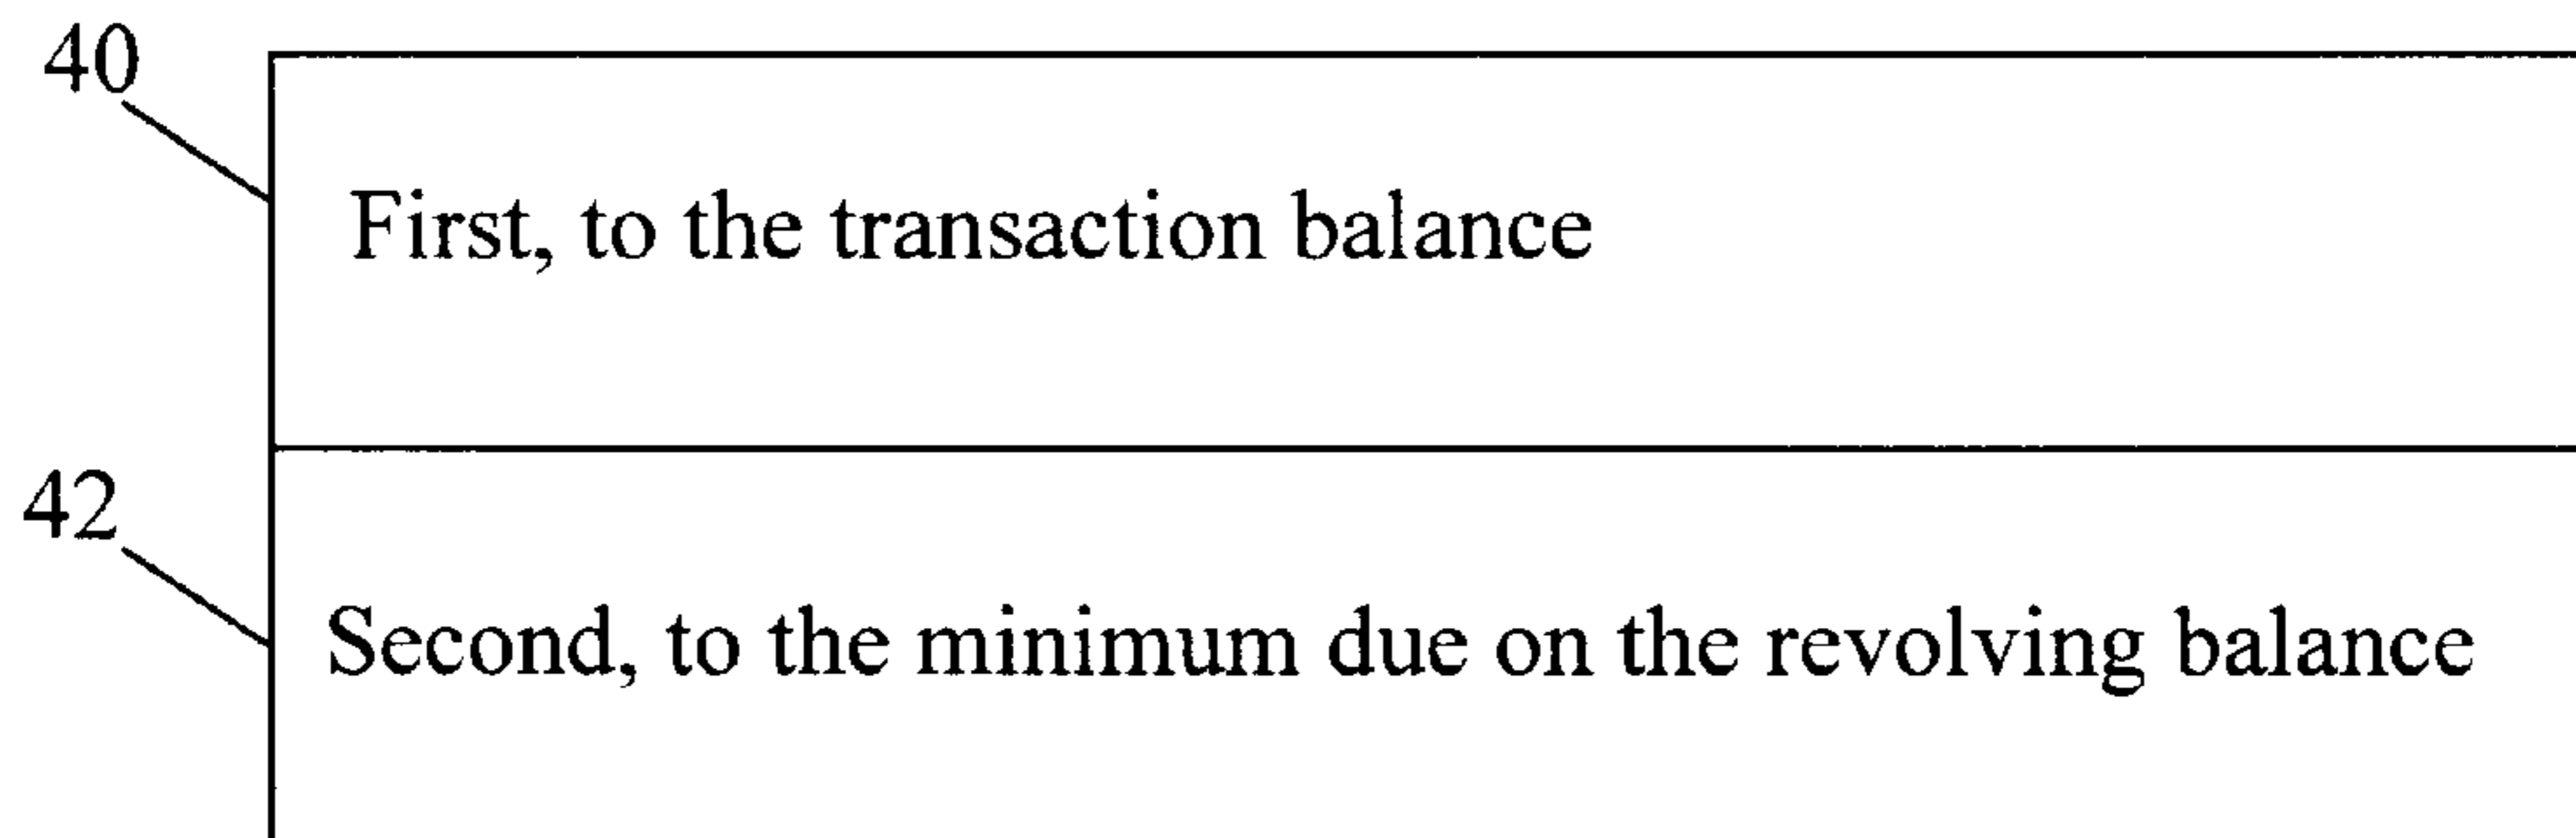 40
First, to the transaction balance
42
Second, to the minimum due on the revolving balance